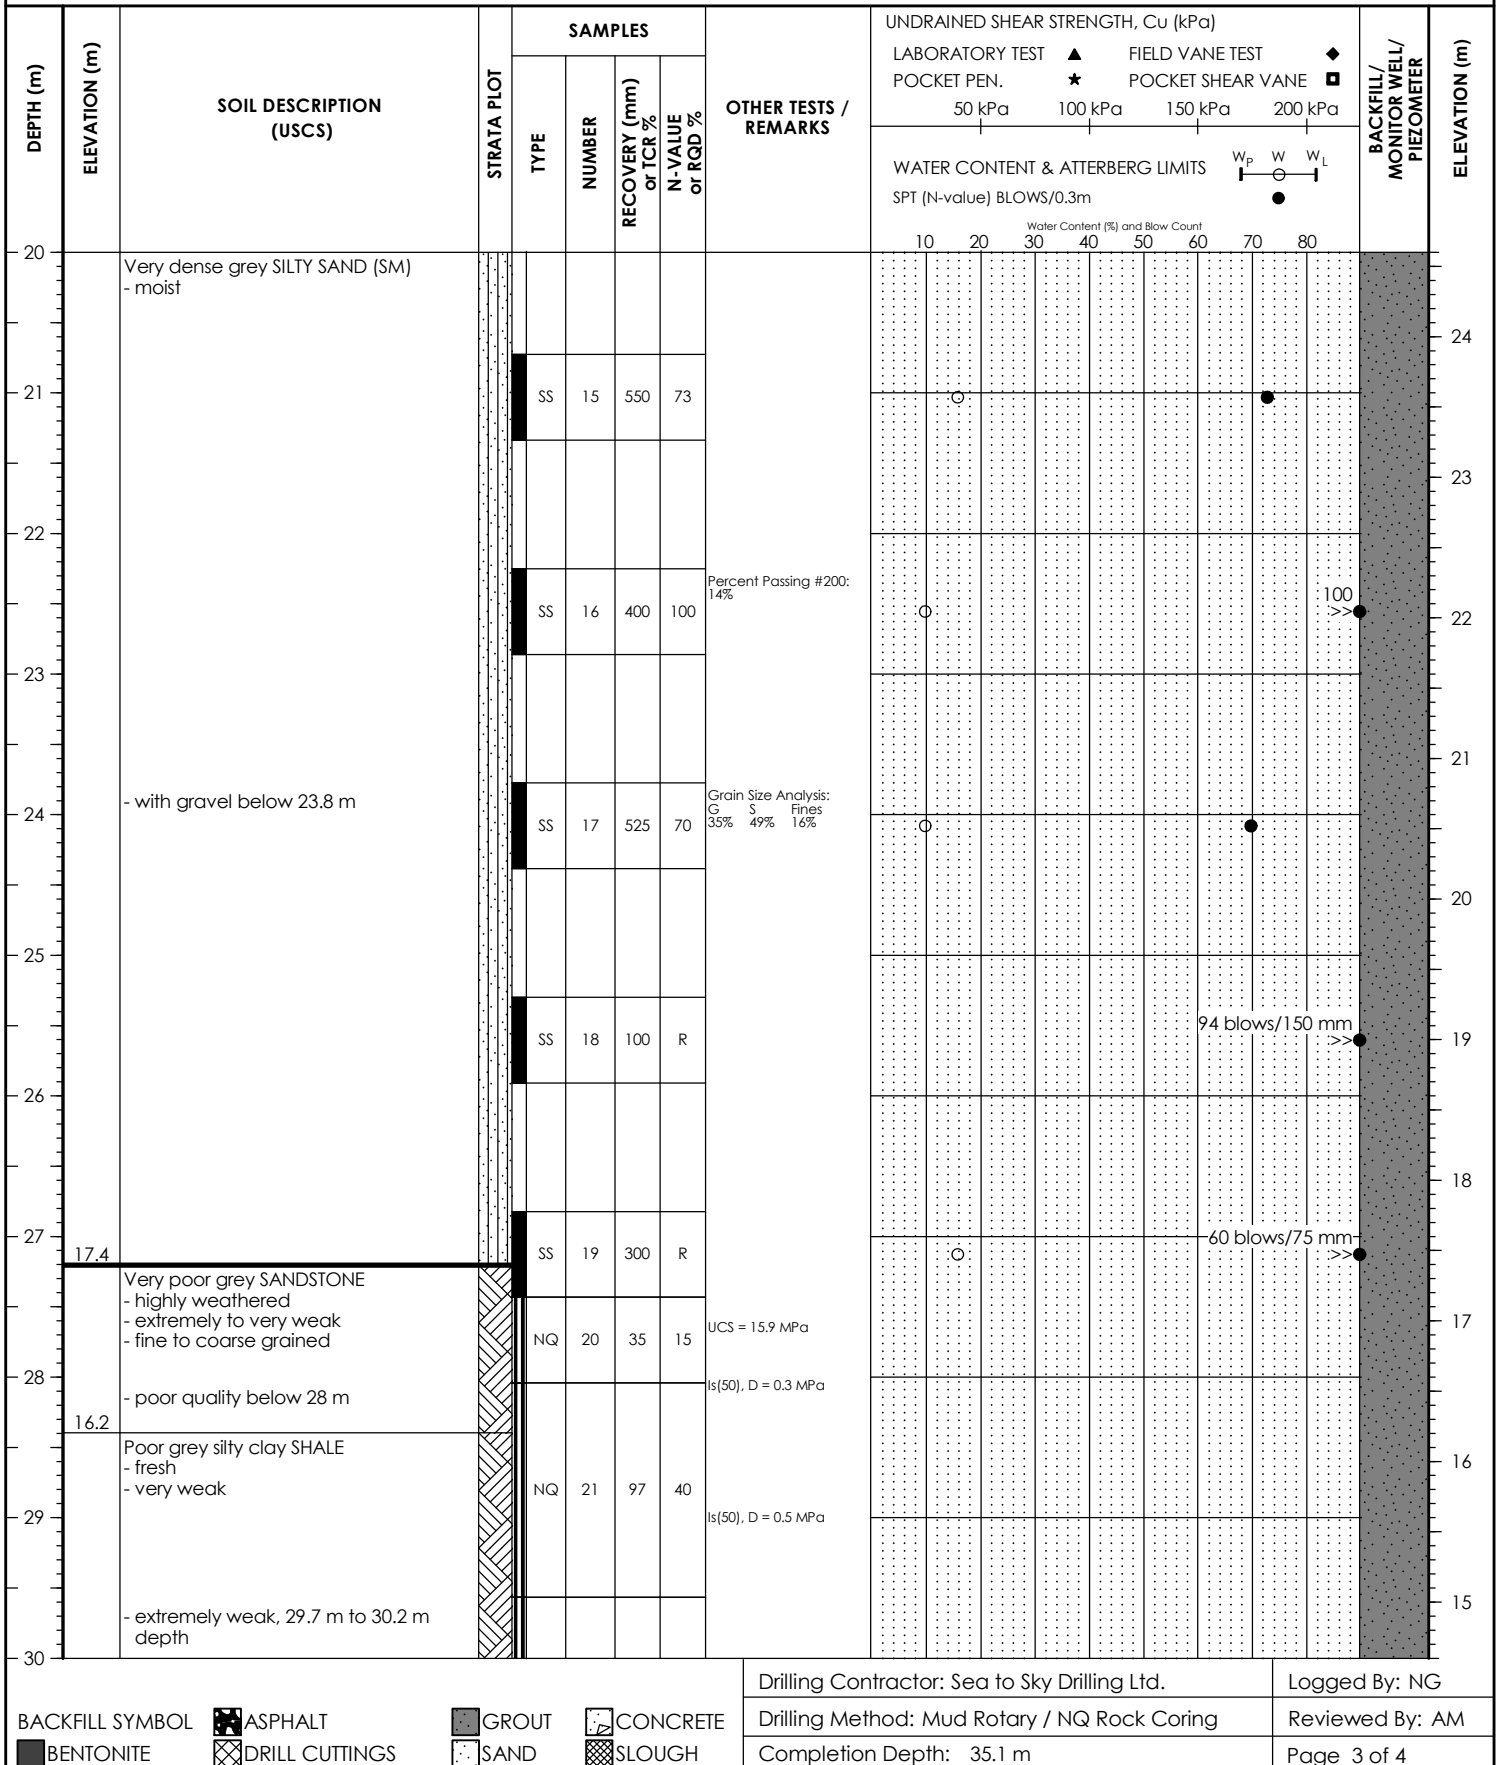 DEPTH (m)
ELEVATION (m)
SOIL DESCRIPTION
(USCS)
STRATA PLOT
SAMPLES
TYPE
NUMBER
RECOVERY (mm)
or TCR %
N-VALUE
or RQD %
OTHER TESTS /
REMARKS
UNDRAINED SHEAR STRENGTH, Cu (kPa)
LABORATORY TEST ▲ FIELD VANE TEST ◆
POCKET PEN. ★ POCKET SHEAR VANE
50 kPa 100 kPa 150 kPa 200 kPa
WATER CONTENT & ATTERBERG LIMITS WP W WL
SPT (N-value) BLOWS/0.3m ●
Water Content (%) and Blow Count
10 20 30 40 50 60 70 80
BACKFILL/
MONITOR WELL/
PIEZOMETER
ELEVATION (m)
20
Very dense grey SILTY SAND (SM)
- moist
24
21
SS 15 550 73
23
22
Percent Passing #200:
14%
SS 16 400 100
100
>>
22
23
21
- with gravel below 23.8 m
Grain Size Analysis:
G S Fines
35% 49% 16%
24
SS 17 525 70
20
25
94 blows/150 mm
SS 18 100 R
>>
19
26
18
27
60 blows/75 mm
17.4
SS 19 300 R
>>
Very poor grey SANDSTONE
- highly weathered
- extremely to very weak
- fine to coarse grained
NQ 20 35 15
UCS = 15.9 MPa
17
28
Is(50), D = 0.3 MPa
- poor quality below 28 m
16.2
Poor grey silty clay SHALE
- fresh
- very weak
16
NQ 21 97 40
29
Is(50), D = 0.5 MPa
15
- extremely weak, 29.7 m to 30.2 m
depth
30
BACKFILL SYMBOL ASPHALT GROUT CONCRETE
BENTONITE DRILL CUTTINGS SAND SLOUGH
Drilling Contractor: Sea to Sky Drilling Ltd.
Logged By: NG
Drilling Method: Mud Rotary / NQ Rock Coring
Reviewed By: AM
Completion Depth: 35.1 m
Page 3 of 4